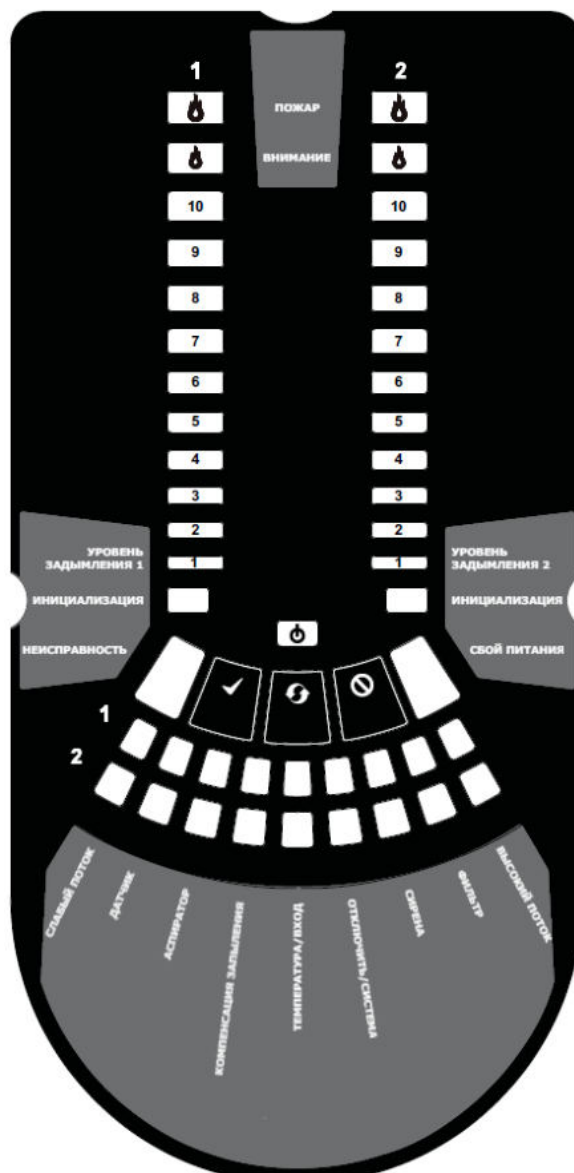 1 2
ПОЖАР
ВНИМАНИЕ
10 10
9 9
8 8
7 7
6 6
5 5
4 4
3 3
2 2
1 1
УРОВЕНЬ
ЗАДЫМЛЕНИЯ 1
ИНИЦИАЛИЗАЦИЯ
НЕИСПРАВНОСТЬ
УРОВЕНЬ
ЗАДЫМЛЕНИЯ 2
ИНИЦИАЛИЗАЦИЯ
СБОЙ ПИТАНИЯ
1
2
СЛАБЫЙ ПОТОК
ДАТЧИК
АСПИРАТОР
КОМПЕНСАЦИЯ ЗАПЫЛЕНИЯ
ТЕМПЕРАТУРА/ВХОД
ОТКЛЮЧИТЬ/СИСТЕМА
СИРЕНА
ФИЛЬТР
ВЫСОКИЙ ПОТОК